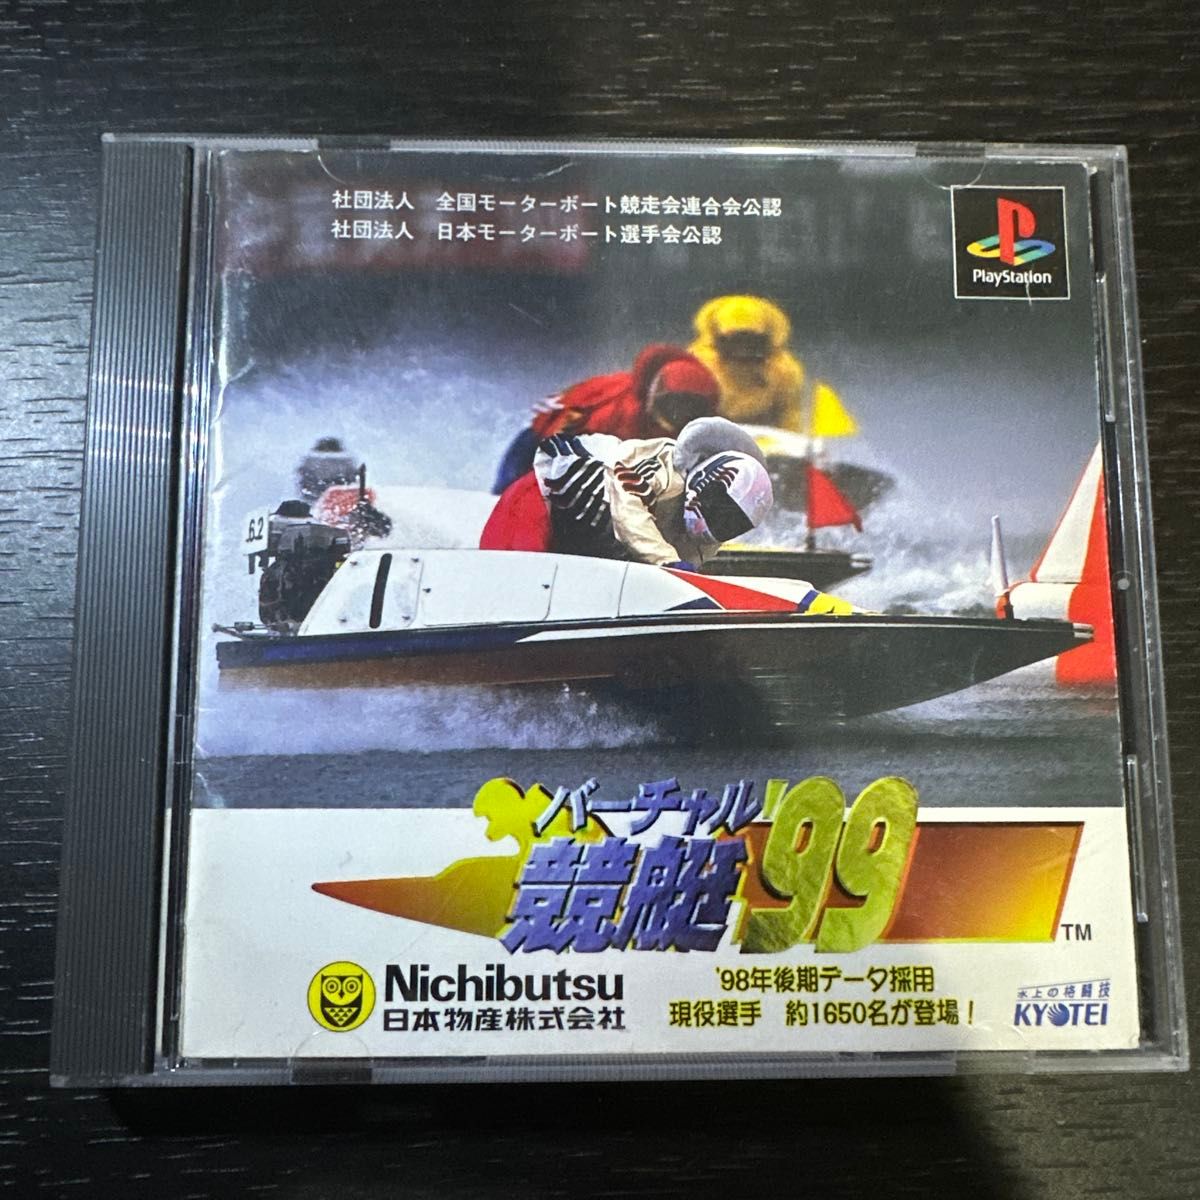 社団法人　全国モーターボート競走会連合会公認
社団法人　日本モーターボート選手会公認
PlayStation
6.2
バーチャル
競艇'99
TM
Nichibutsu
日本物産株式会社
'98年後期データ採用
現役選手　約1650名が登場！
水上の格闘技
KYOTEI